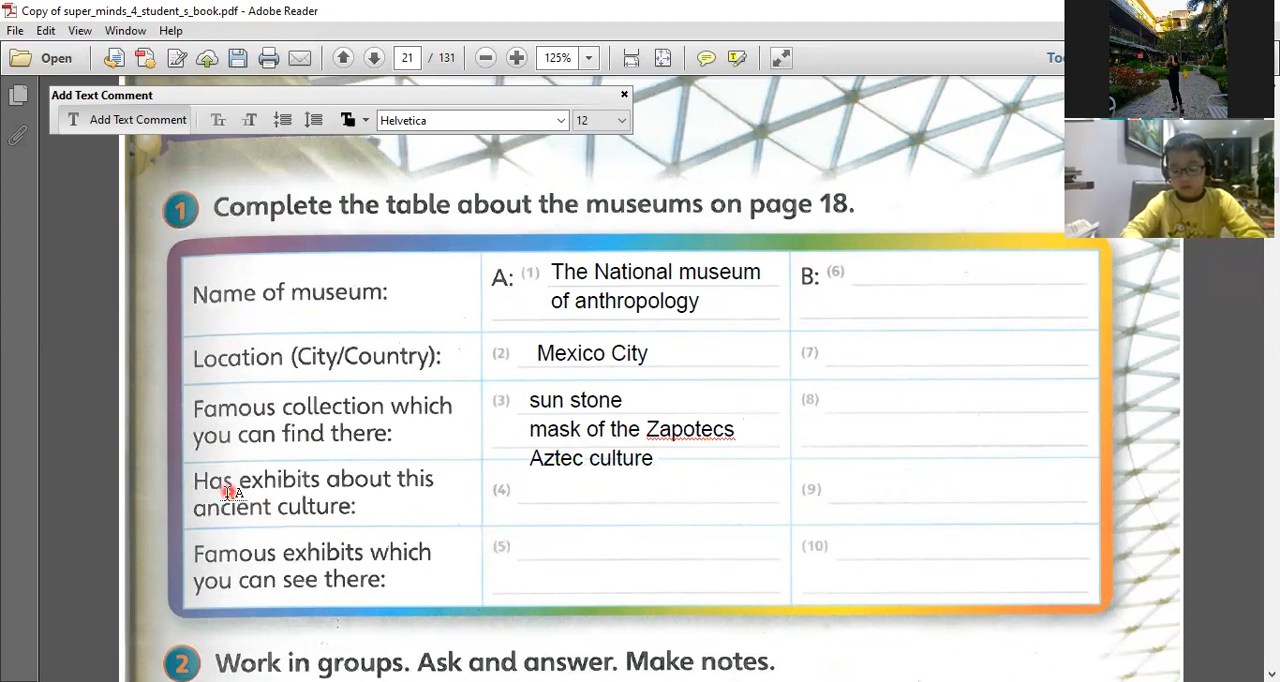 Copy of super_minds_4_student_s_book.pdf - Adobe Reader
File Edit View Window Help
Open 21 / 131 125%
Add Text Comment
T Add Text Comment Helvetica 12
1 Complete the table about the museums on page 18.
Name of museum: A: (1) The National museum
of anthropology B: (6)
Location (City/Country): (2) Mexico City (7)
Famous collection which
you can find there: (3) sun stone
mask of the Zapotecs
Aztec culture (8)
Has exhibits about this
ancient culture: (4) (9)
Famous exhibits which
you can see there: (5) (10)
2 Work in groups. Ask and answer. Make notes.